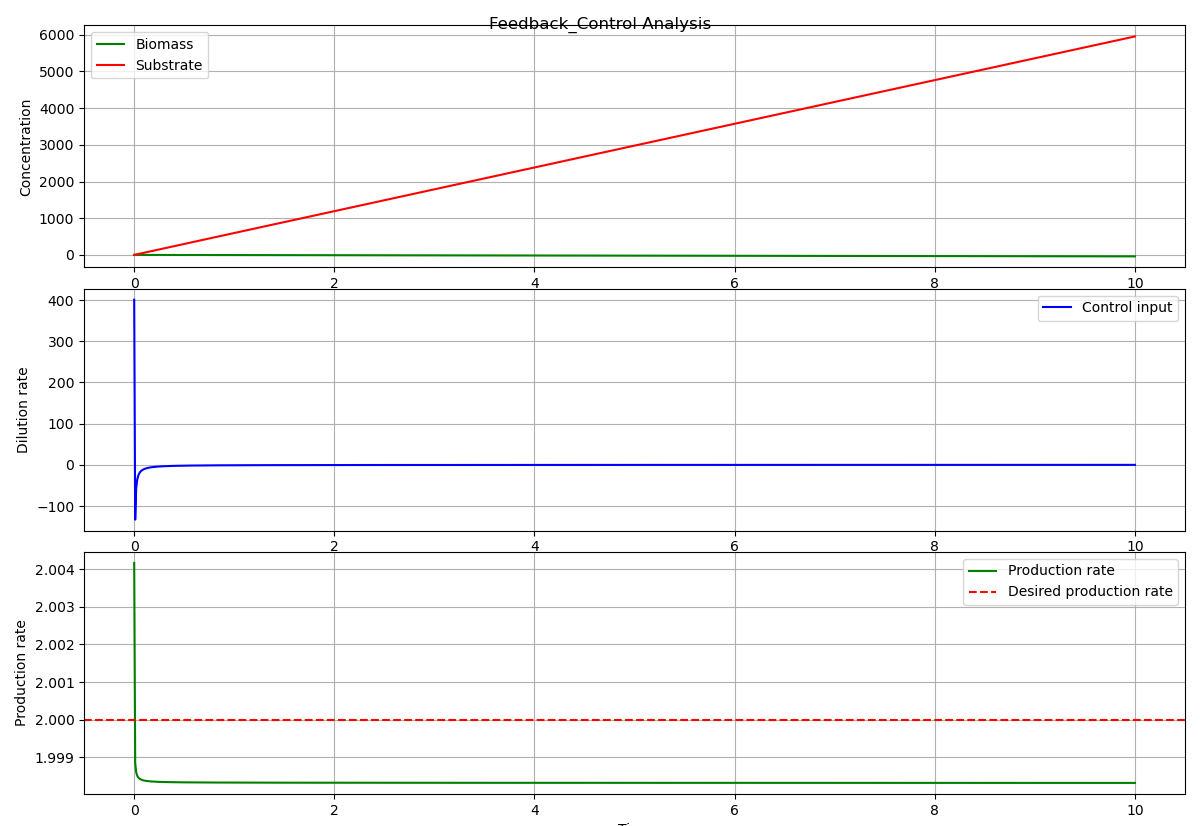 Feedback_Control Analysis
6000
5000
4000
3000
2000
1000
0
Concentration
Biomass
Substrate
0 2 4 6 8 10
400
300
200
100
0
−100
Dilution rate
Control input
0 2 4 6 8 10
2.004
2.003
2.002
2.001
2.000
1.999
Production rate
Production rate
Desired production rate
0 2 4 6 8 10